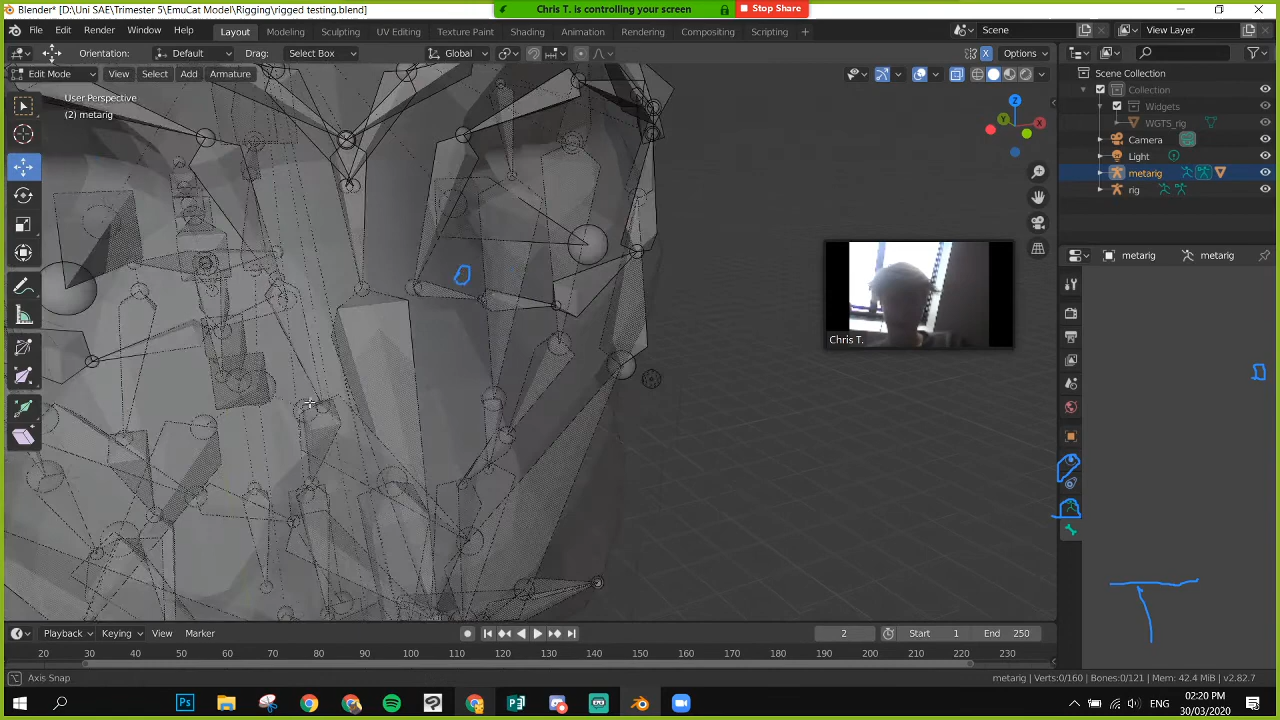 Blender* [D:\Uni SAE\Trimester 5\EmuCat Model\Rigging\rigged testing.blend]
Chris T. is controlling your screen
Stop Share
File Edit Render Window Help Layout Modeling Sculpting UV Editing Texture Paint Shading Animation Rendering Compositing Scripting +
Scene
View Layer
Orientation: Default Drag: Select Box Global Options
Edit Mode View Select Add Armature
User Perspective
(2) metarig
Z
Y
X
Scene Collection
Collection
Widgets
WGTS_rig
Camera
Light
metarig
rig
metarig metarig
Chris T.
Playback Keying View Marker 2 Start 1 End 250
20 30 40 50 60 70 80 90 100 110 120 130 140 150 160 170 180 190 200 210 220 230
Axis Snap
metarig | Verts:0/160 | Bones:0/121 | Mem: 42.4 MiB | v2.82.7
Ps
ENG
02:20 PM
30/03/2020